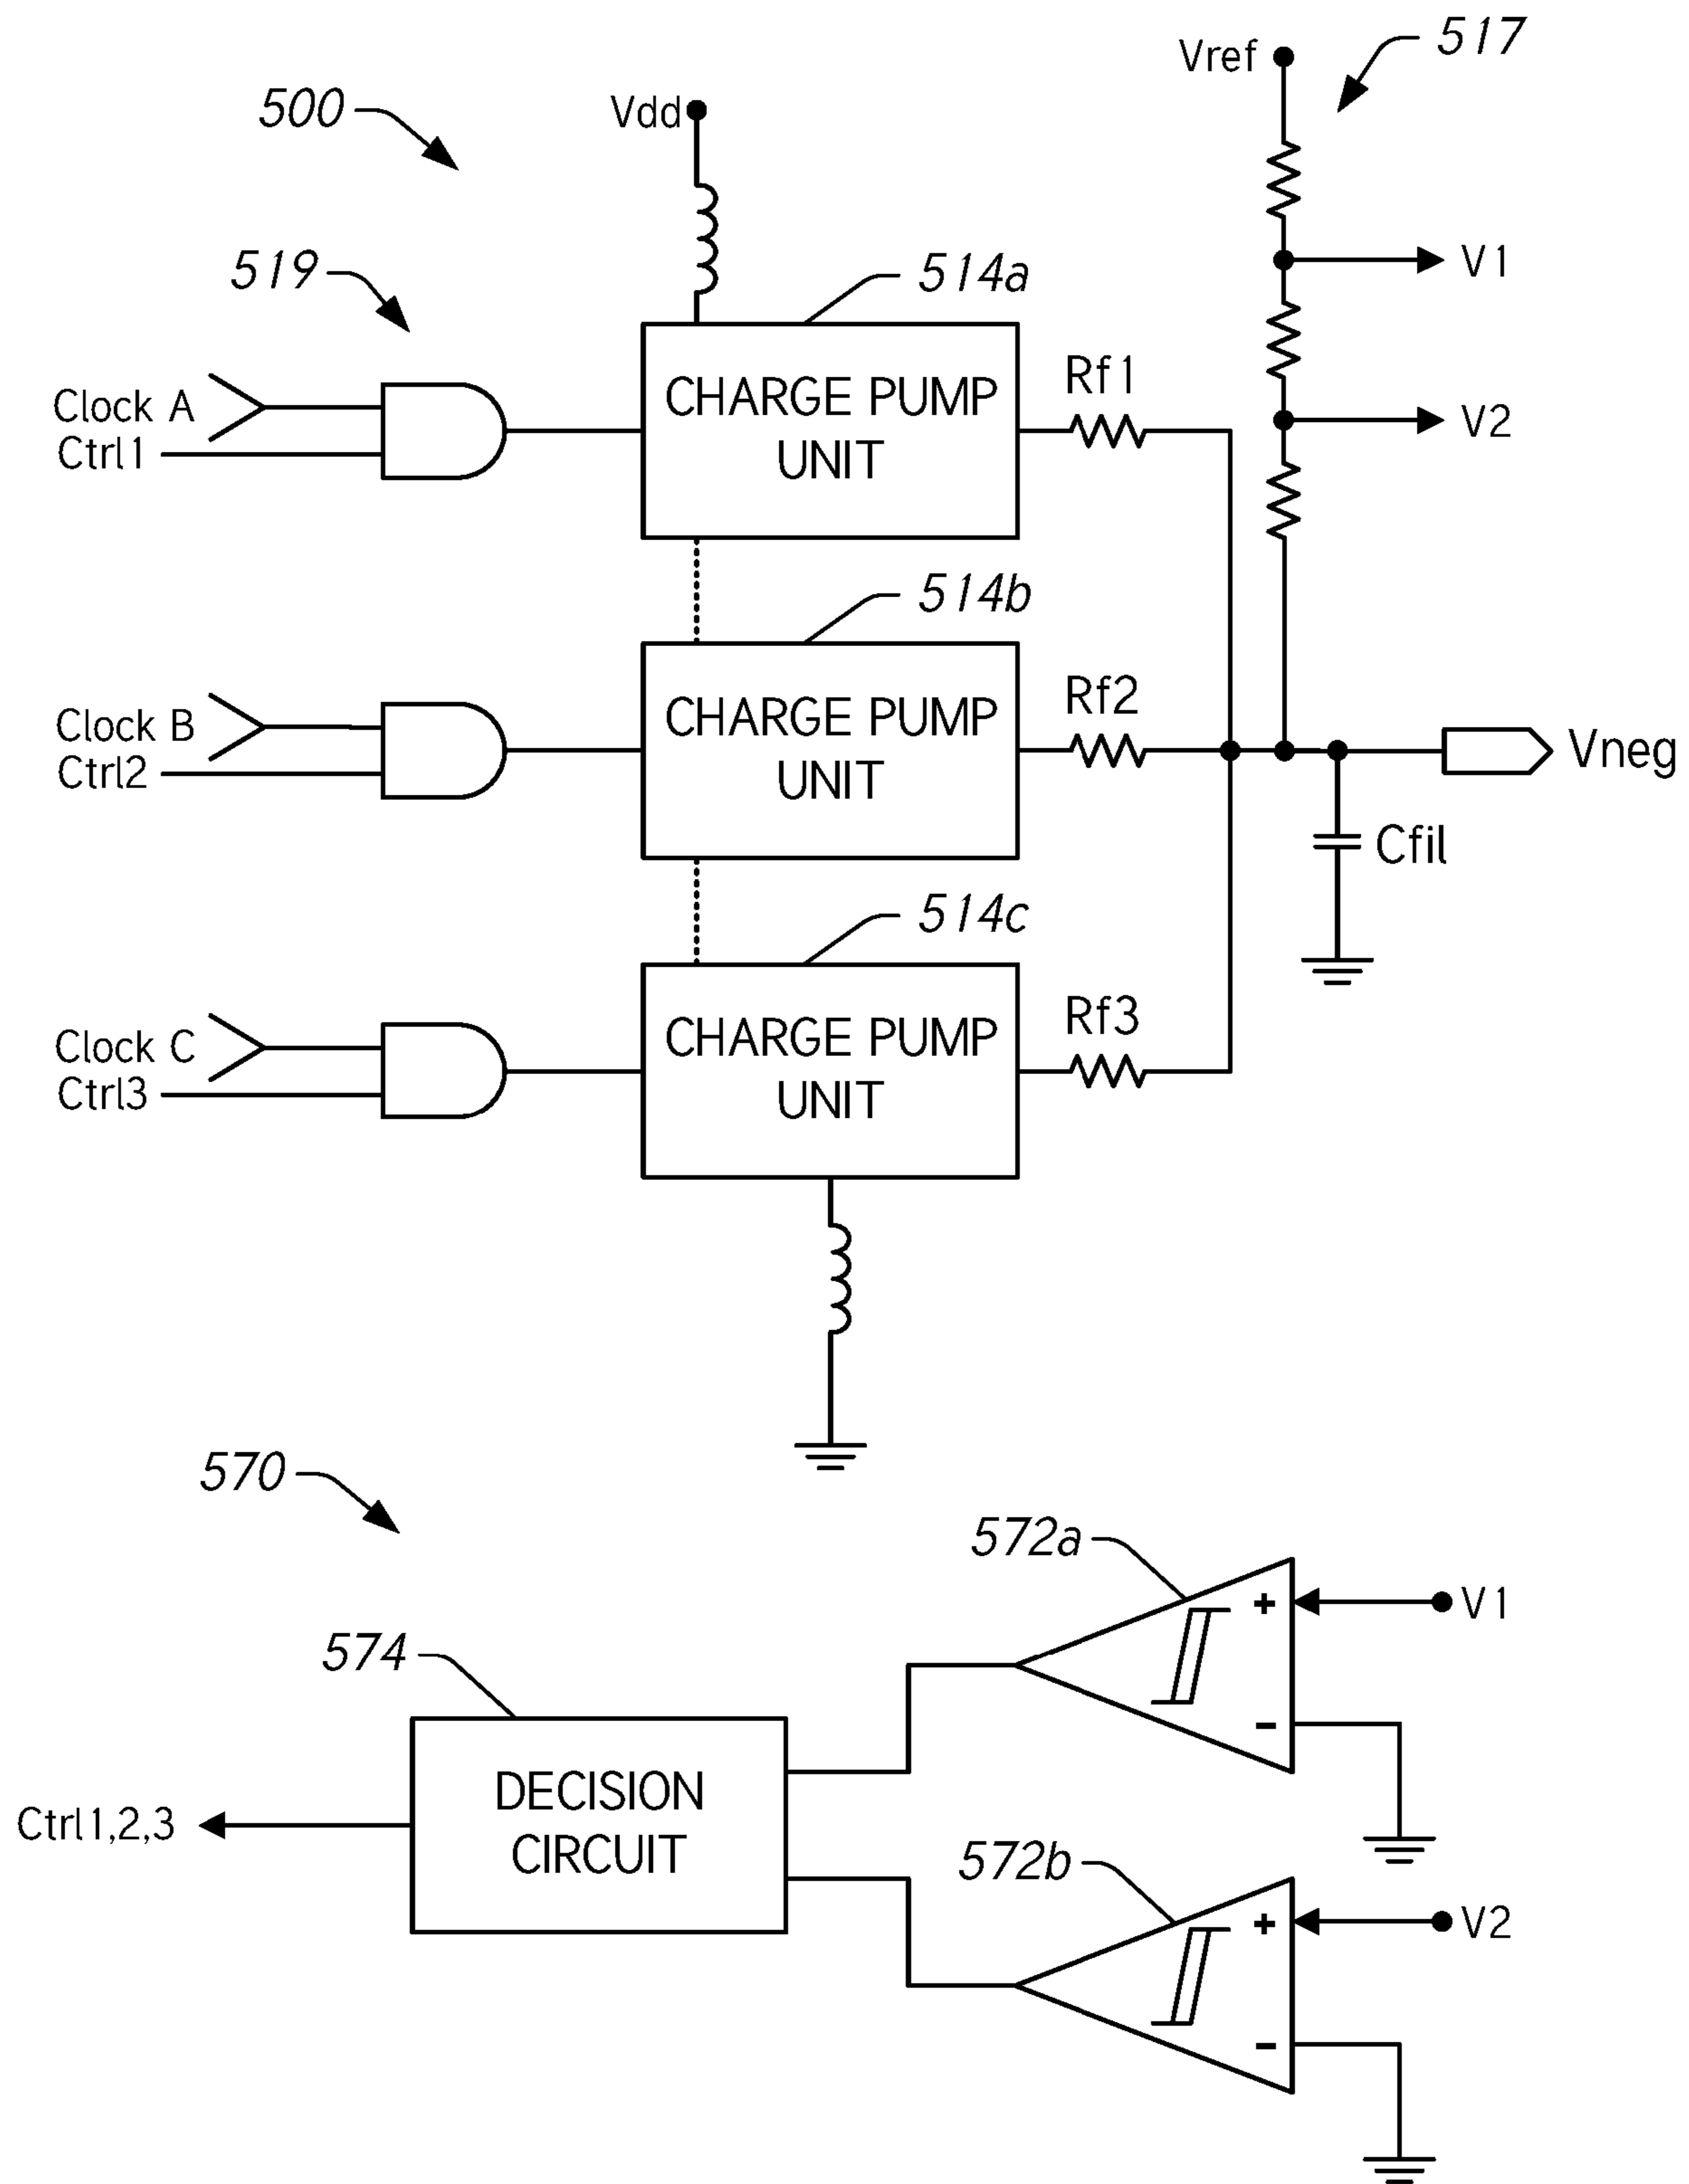 517
Vref
500
Vdd
V1
519
514a
Clock A
Ctrl1
CHARGE PUMP
UNIT
Rf1
V2
514b
Clock B
Ctrl2
CHARGE PUMP
UNIT
Rf2
Vneg
Cfil
514c
Clock C
Ctrl3
CHARGE PUMP
UNIT
Rf3
570
572a
+
V1
-
574
DECISION
CIRCUIT
Ctrl1,2,3
572b
+
V2
-